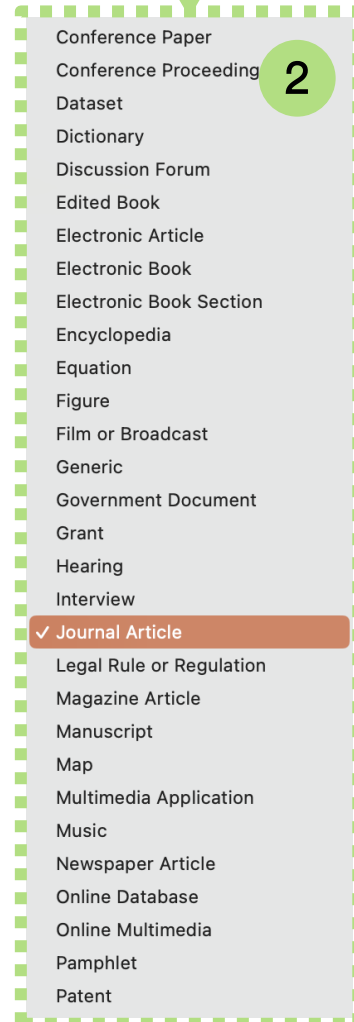 Conference Paper
Conference Proceeding
2
Dataset
Dictionary
Discussion Forum
Edited Book
Electronic Article
Electronic Book
Electronic Book Section
Encyclopedia
Equation
Figure
Film or Broadcast
Generic
Government Document
Grant
Hearing
Interview
✓ Journal Article
Legal Rule or Regulation
Magazine Article
Manuscript
Map
Multimedia Application
Music
Newspaper Article
Online Database
Online Multimedia
Pamphlet
Patent